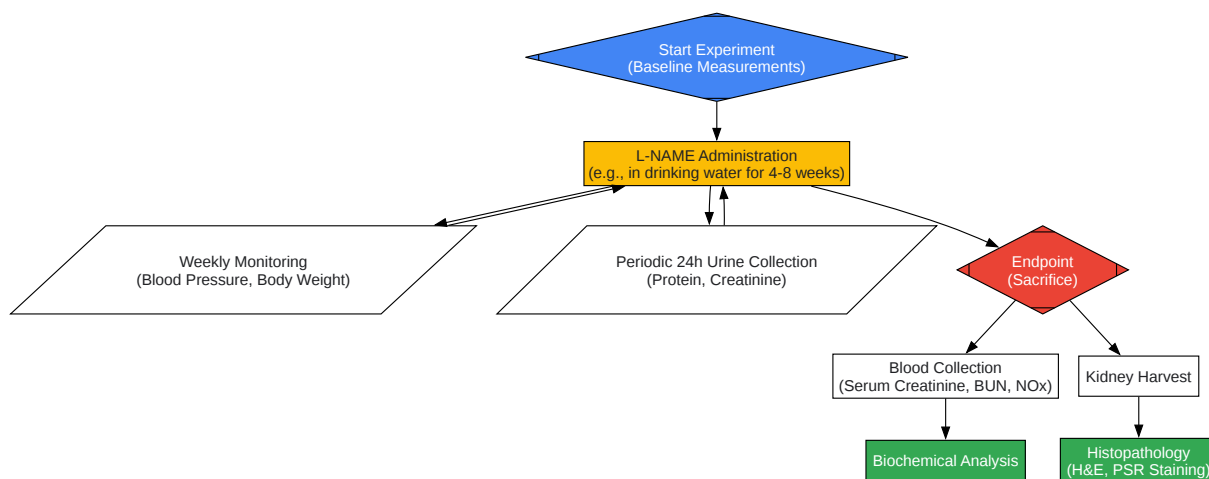 Start Experiment
(Baseline Measurements)
L-NAME Administration
(e.g., in drinking water for 4-8 weeks)
Weekly Monitoring
(Blood Pressure, Body Weight)
Periodic 24h Urine Collection
(Protein, Creatinine)
Endpoint
(Sacrifice)
Blood Collection
(Serum Creatinine, BUN, NOx)
Kidney Harvest
Biochemical Analysis
Histopathology
(H&E, PSR Staining)